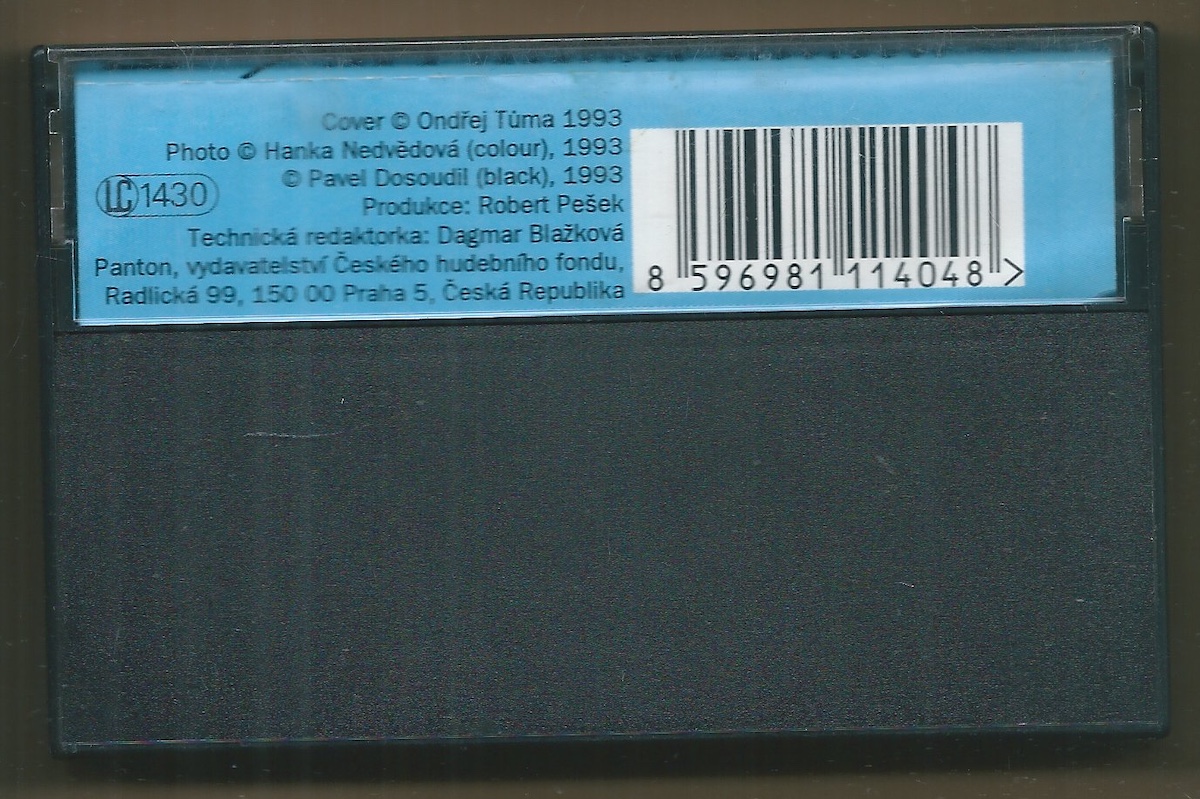 Cover © Ondřej Tůma 1993
Photo © Hanka Nedvědová (colour), 1993
© Pavel Dosoudil (black), 1993
LC 1430
Produkce: Robert Pešek
Technická redaktorka: Dagmar Blažková
Panton, vydavatelství Českého hudebního fondu,
Radlická 99, 150 00 Praha 5, Česká Republika
8 596981 114048 >